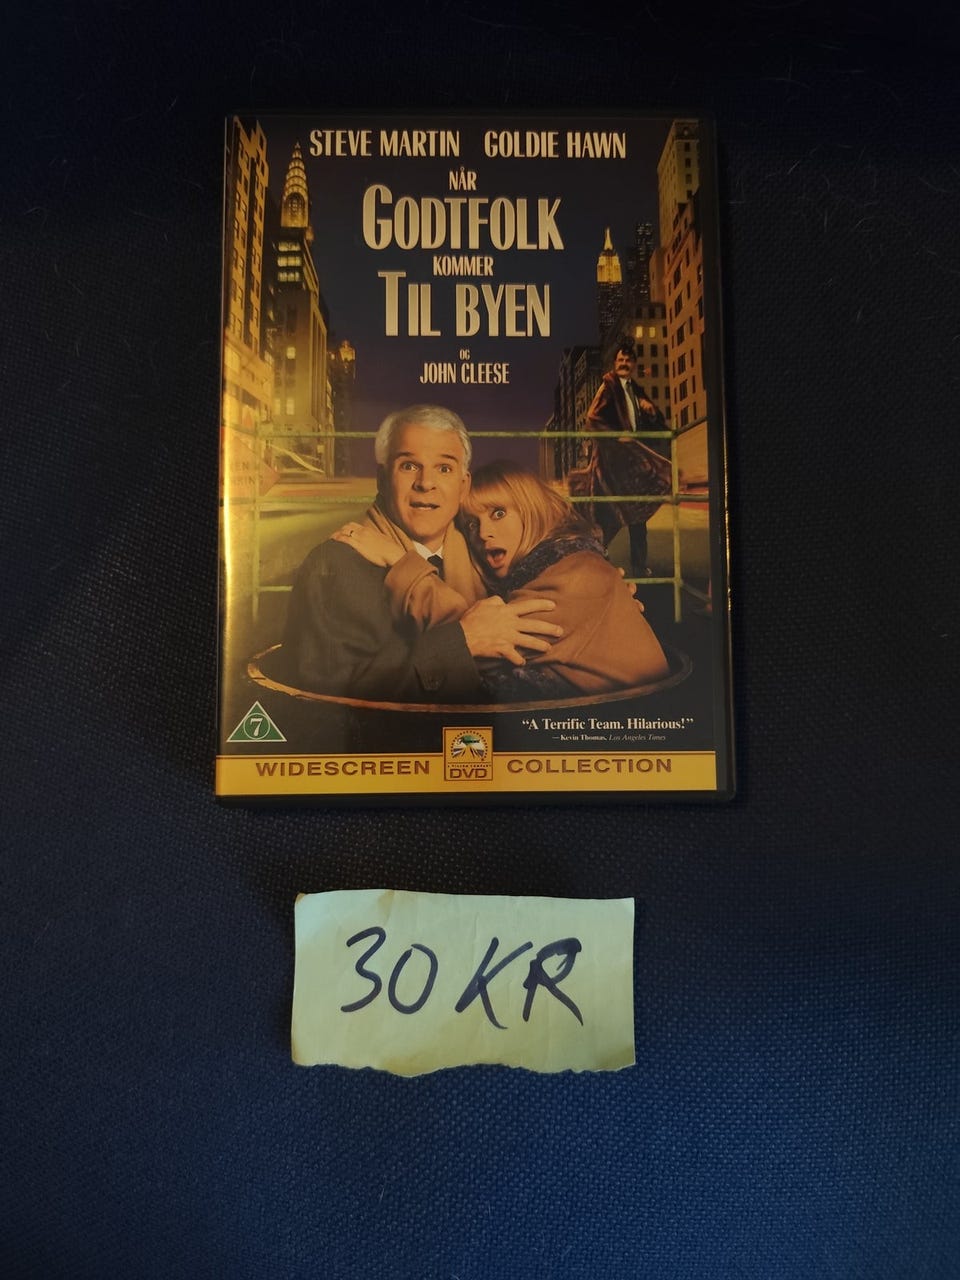 STEVE MARTIN GOLDIE HAWN
NÅR
GODTFOLK
KOMMER
TIL BYEN
OG
JOHN CLEESE
7
“A Terrific Team. Hilarious!”
—Kevin Thomas, Los Angeles Times
WIDESCREEN DVD COLLECTION
30 KR